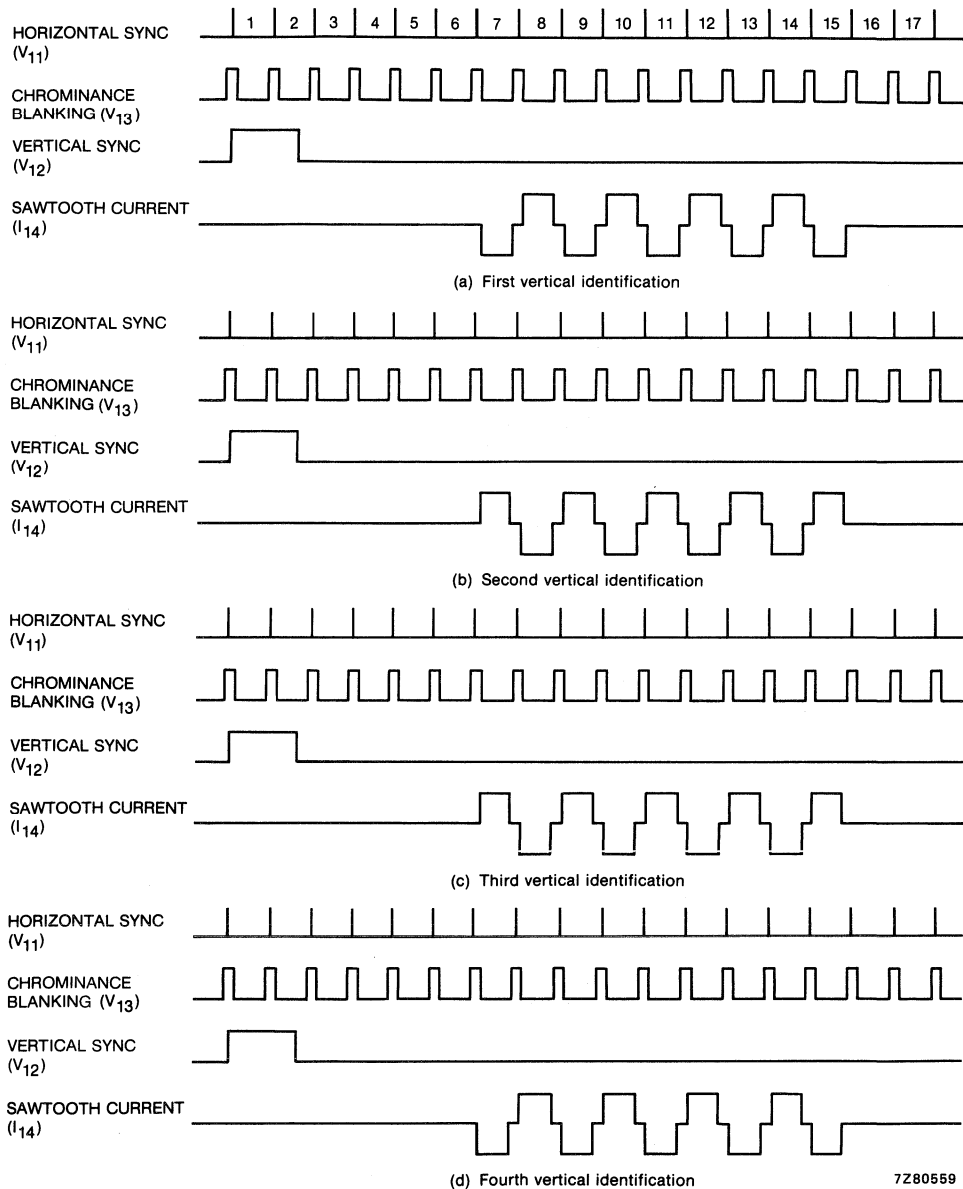 1 2 3 4 5 6 7 8 9 10 11 12 13 14 15 16 17
HORIZONTAL SYNC
(V11)
CHROMINANCE
BLANKING (V13)
VERTICAL SYNC
(V12)
SAWTOOTH CURRENT
(I14)
(a) First vertical identification
HORIZONTAL SYNC
(V11)
CHROMINANCE
BLANKING (V13)
VERTICAL SYNC
(V12)
SAWTOOTH CURRENT
(I14)
(b) Second vertical identification
HORIZONTAL SYNC
(V11)
CHROMINANCE
BLANKING (V13)
VERTICAL SYNC
(V12)
SAWTOOTH CURRENT
(I14)
(c) Third vertical identification
HORIZONTAL SYNC
(V11)
CHROMINANCE
BLANKING (V13)
VERTICAL SYNC
(V12)
SAWTOOTH CURRENT
(I14)
(d) Fourth vertical identification
7Z80559